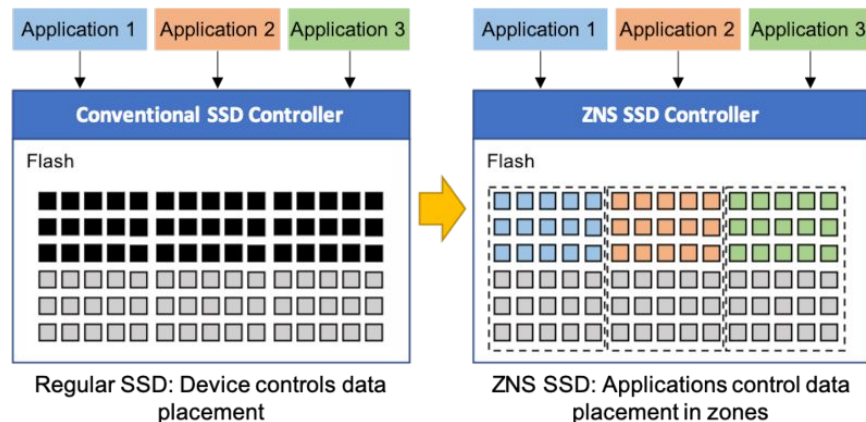 Application 1 Application 2 Application 3
Conventional SSD Controller
Flash
Regular SSD: Device controls data
placement
Application 1 Application 2 Application 3
ZNS SSD Controller
Flash
ZNS SSD: Applications control data
placement in zones